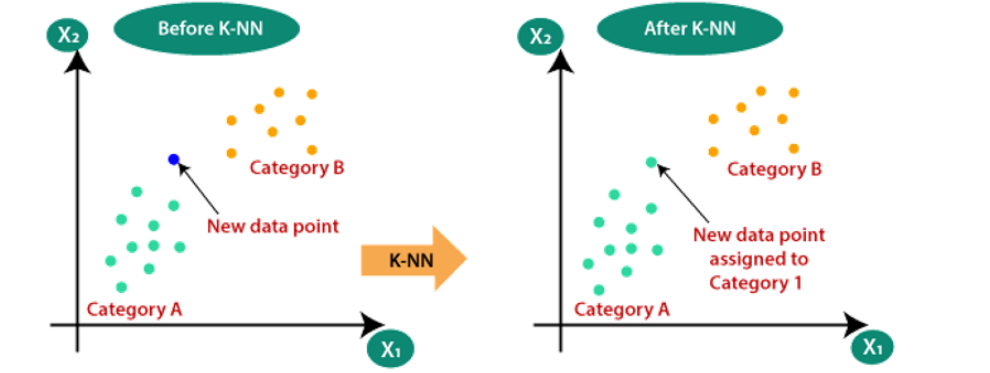 X₂
Before K-NN
Category B
New data point
Category A
X₁
K-NN
X₂
After K-NN
Category B
New data point
assigned to
Category 1
Category A
X₁